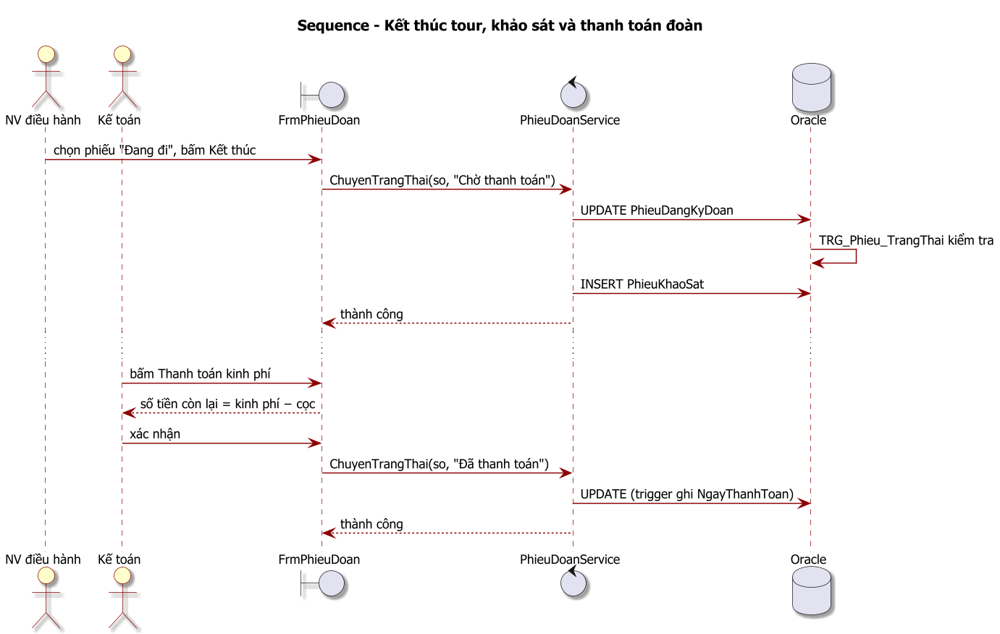 Sequence - Kết thúc tour, khảo sát và thanh toán đoàn
NV điều hành
Kế toán
FrmPhieuDoan
PhieuDoanService
Oracle
chọn phiếu "Đang đi", bấm Kết thúc
ChuyenTrangThai(so, "Chờ thanh toán")
UPDATE PhieuDangKyDoan
TRG_Phieu_TrangThai kiểm tra
INSERT PhieuKhaoSat
thành công
bấm Thanh toán kinh phí
số tiền còn lại = kinh phí − cọc
xác nhận
ChuyenTrangThai(so, "Đã thanh toán")
UPDATE (trigger ghi NgayThanhToan)
thành công
NV điều hành
Kế toán
FrmPhieuDoan
PhieuDoanService
Oracle